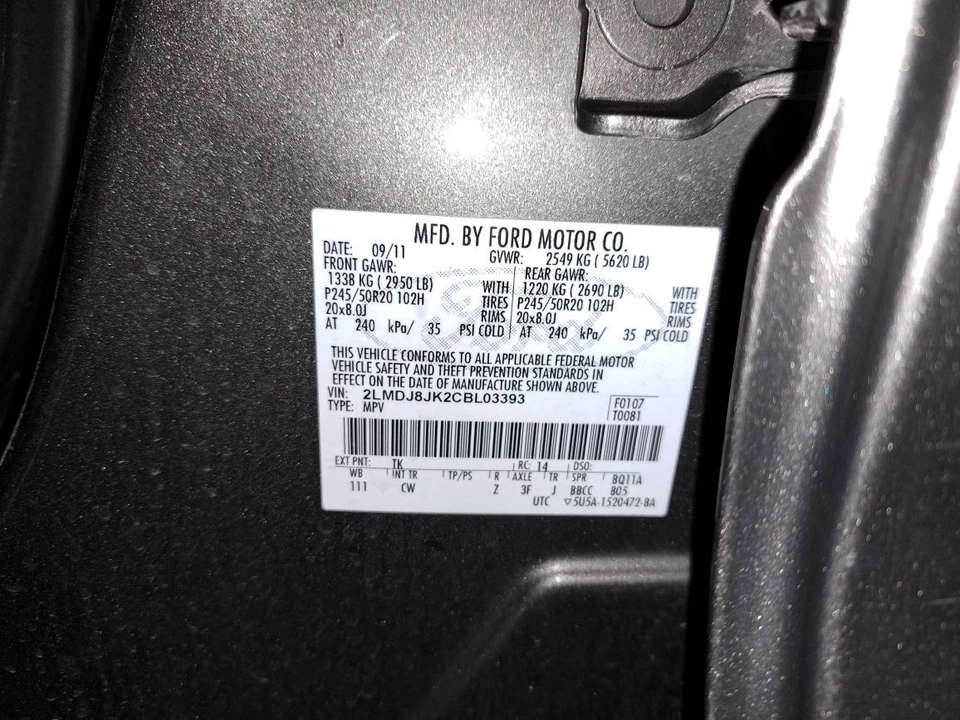 MFD. BY FORD MOTOR CO.
DATE: 09/11 GVWR: 2549 KG ( 5620 LB)
FRONT GAWR: REAR GAWR:
1338 KG ( 2950 LB) WITH 1220 KG ( 2690 LB) WITH
P245/50R20 102H TIRES P245/50R20 102H TIRES
20x8.0J RIMS 20x8.0J RIMS
AT 240 kPa/ 35 PSI COLD AT 240 kPa/ 35 PSI COLD
Ford
THIS VEHICLE CONFORMS TO ALL APPLICABLE FEDERAL MOTOR
VEHICLE SAFETY AND THEFT PREVENTION STANDARDS IN
EFFECT ON THE DATE OF MANUFACTURE SHOWN ABOVE.
VIN: 2LMDJ8JK2CBL03393 F0107
TYPE: MPV T0081
EXT PNT: TK RC: 14 DSO:
WB INT TR TP/PS R AXLE TR SPR BQ11A
111 CW Z 3F J BBCC 805
UTC ▽5U5A-1520472-BA